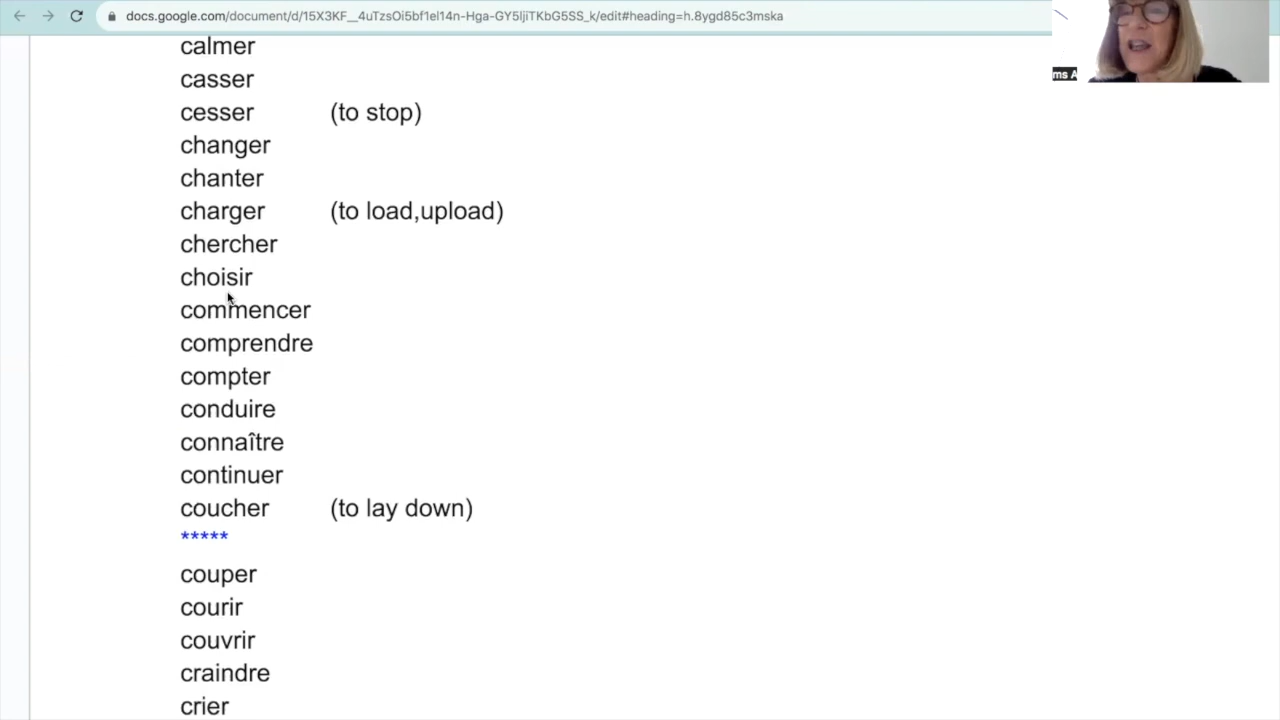 docs.google.com/document/d/15X3KF__4uTzsOi5bf1el14n-Hga-GY5ljiTKbG5SS_k/edit#heading=h.8ygd85c3mska
ms A
calmer
casser
cesser (to stop)
changer
chanter
charger (to load,upload)
chercher
choisir
commencer
comprendre
compter
conduire
connaître
continuer
coucher (to lay down)
*****
couper
courir
couvrir
craindre
crier